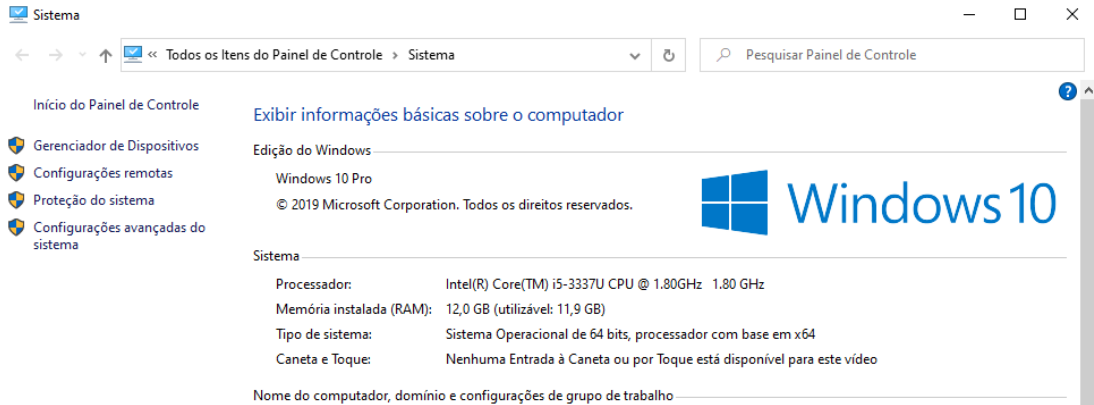 Sistema
« Todos os Itens do Painel de Controle › Sistema
Pesquisar Painel de Controle
Início do Painel de Controle
Gerenciador de Dispositivos
Configurações remotas
Proteção do sistema
Configurações avançadas do
sistema
?
Exibir informações básicas sobre o computador
Edição do Windows
Windows 10 Pro
© 2019 Microsoft Corporation. Todos os direitos reservados.
Windows 10
Sistema
Processador: Intel(R) Core(TM) i5-3337U CPU @ 1.80GHz 1.80 GHz
Memória instalada (RAM): 12,0 GB (utilizável: 11,9 GB)
Tipo de sistema: Sistema Operacional de 64 bits, processador com base em x64
Caneta e Toque: Nenhuma Entrada à Caneta ou por Toque está disponível para este vídeo
Nome do computador, domínio e configurações de grupo de trabalho